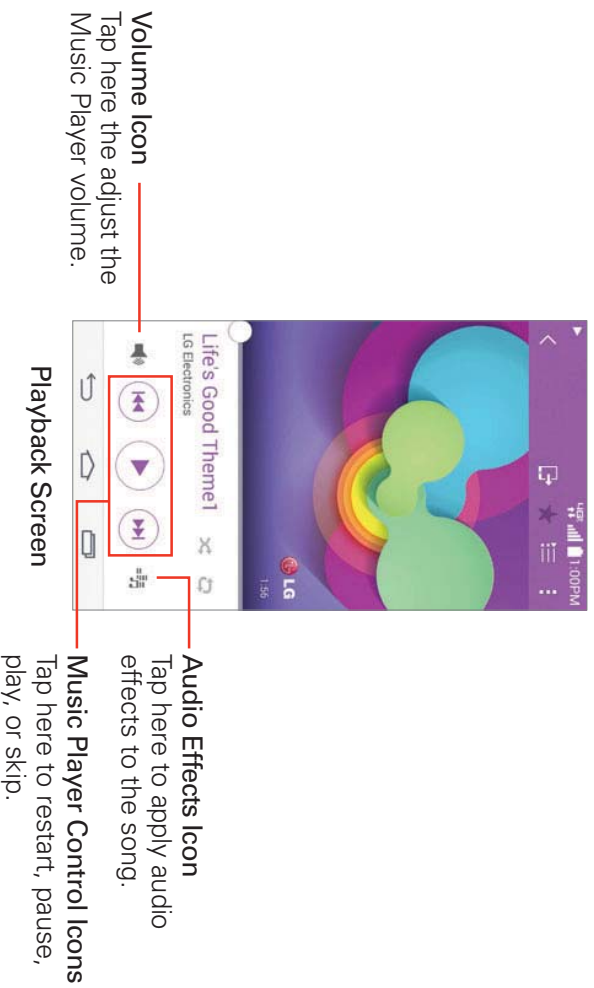 4G LTE 1:00PM
LG
1:56
Life's Good Theme1
LG Electronics
Volume Icon
Tap here the adjust the
Music Player volume.
Audio Effects Icon
Tap here to apply audio
effects to the song.
Music Player Control Icons
Tap here to restart, pause,
play, or skip.
Playback Screen